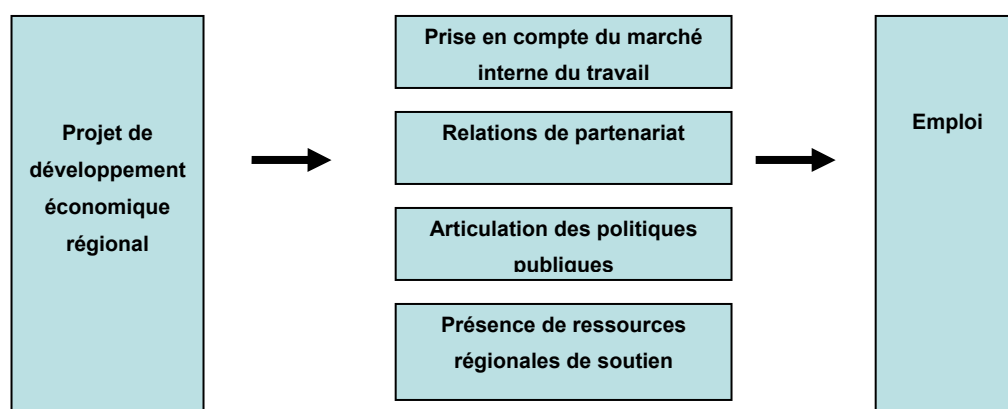 Projet de
développement
économique
régional
Prise en compte du marché
interne du travail
Relations de partenariat
Articulation des politiques
publiques
Présence de ressources
régionales de soutien
Emploi